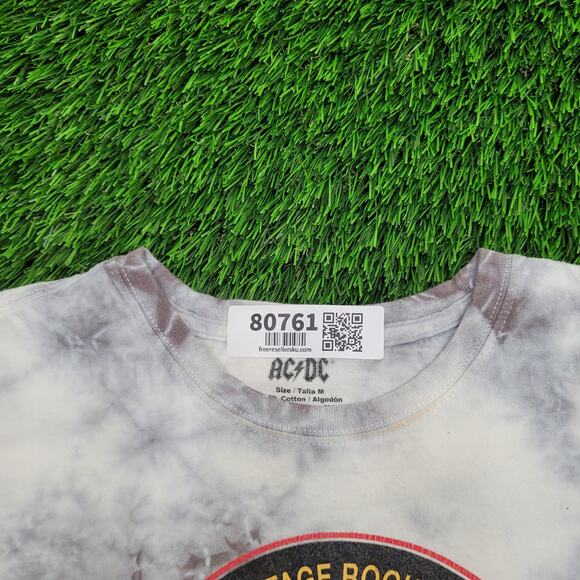 80761
freeresellersku.com
AC⚡DC
Size / Talla M
Cotton / Algodón